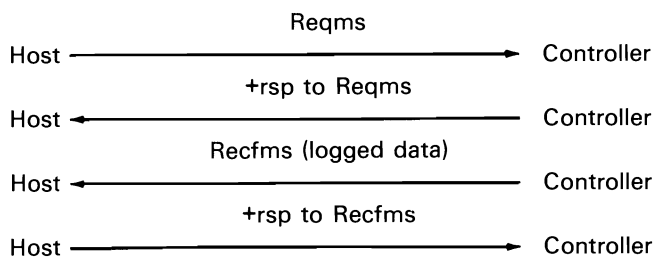 Reqms
Host Controller
+rsp to Reqms
Host Controller
Recfms (logged data)
Host Controller
+rsp to Recfms
Host Controller